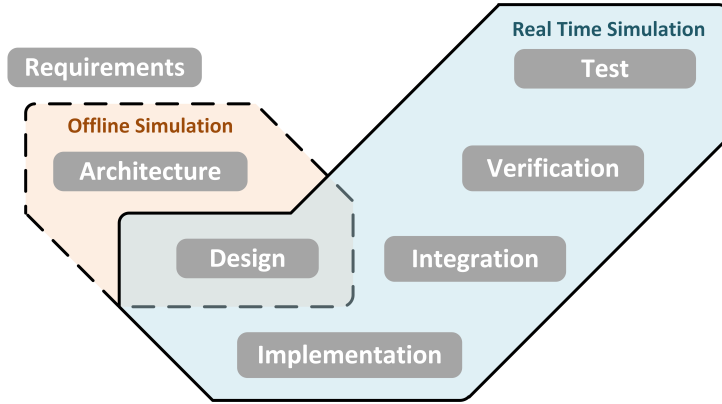 Real Time Simulation
Requirements
Test
Offline Simulation
Architecture
Verification
Design
Integration
Implementation